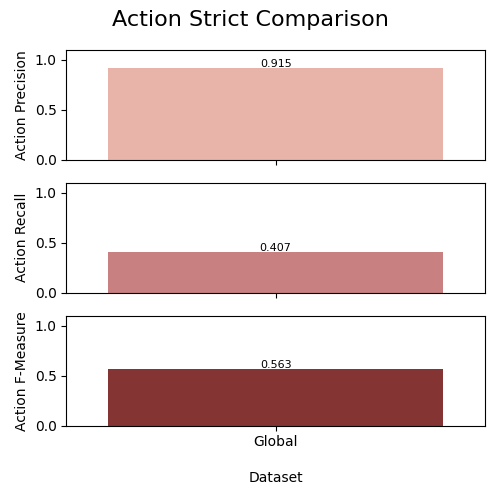 Action Strict Comparison
Action Precision
1.0
0.5
0.0
0.915
Action Recall
1.0
0.5
0.0
0.407
Action F-Measure
1.0
0.5
0.0
0.563
Global
Dataset